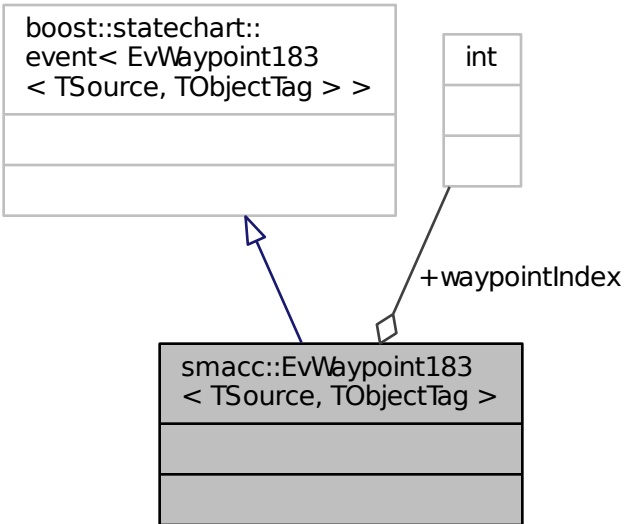 boost::statechart::
event< EvWaypoint183
< TSource, TObjectTag > >
int
+waypointIndex
smacc::EvWaypoint183
< TSource, TObjectTag >